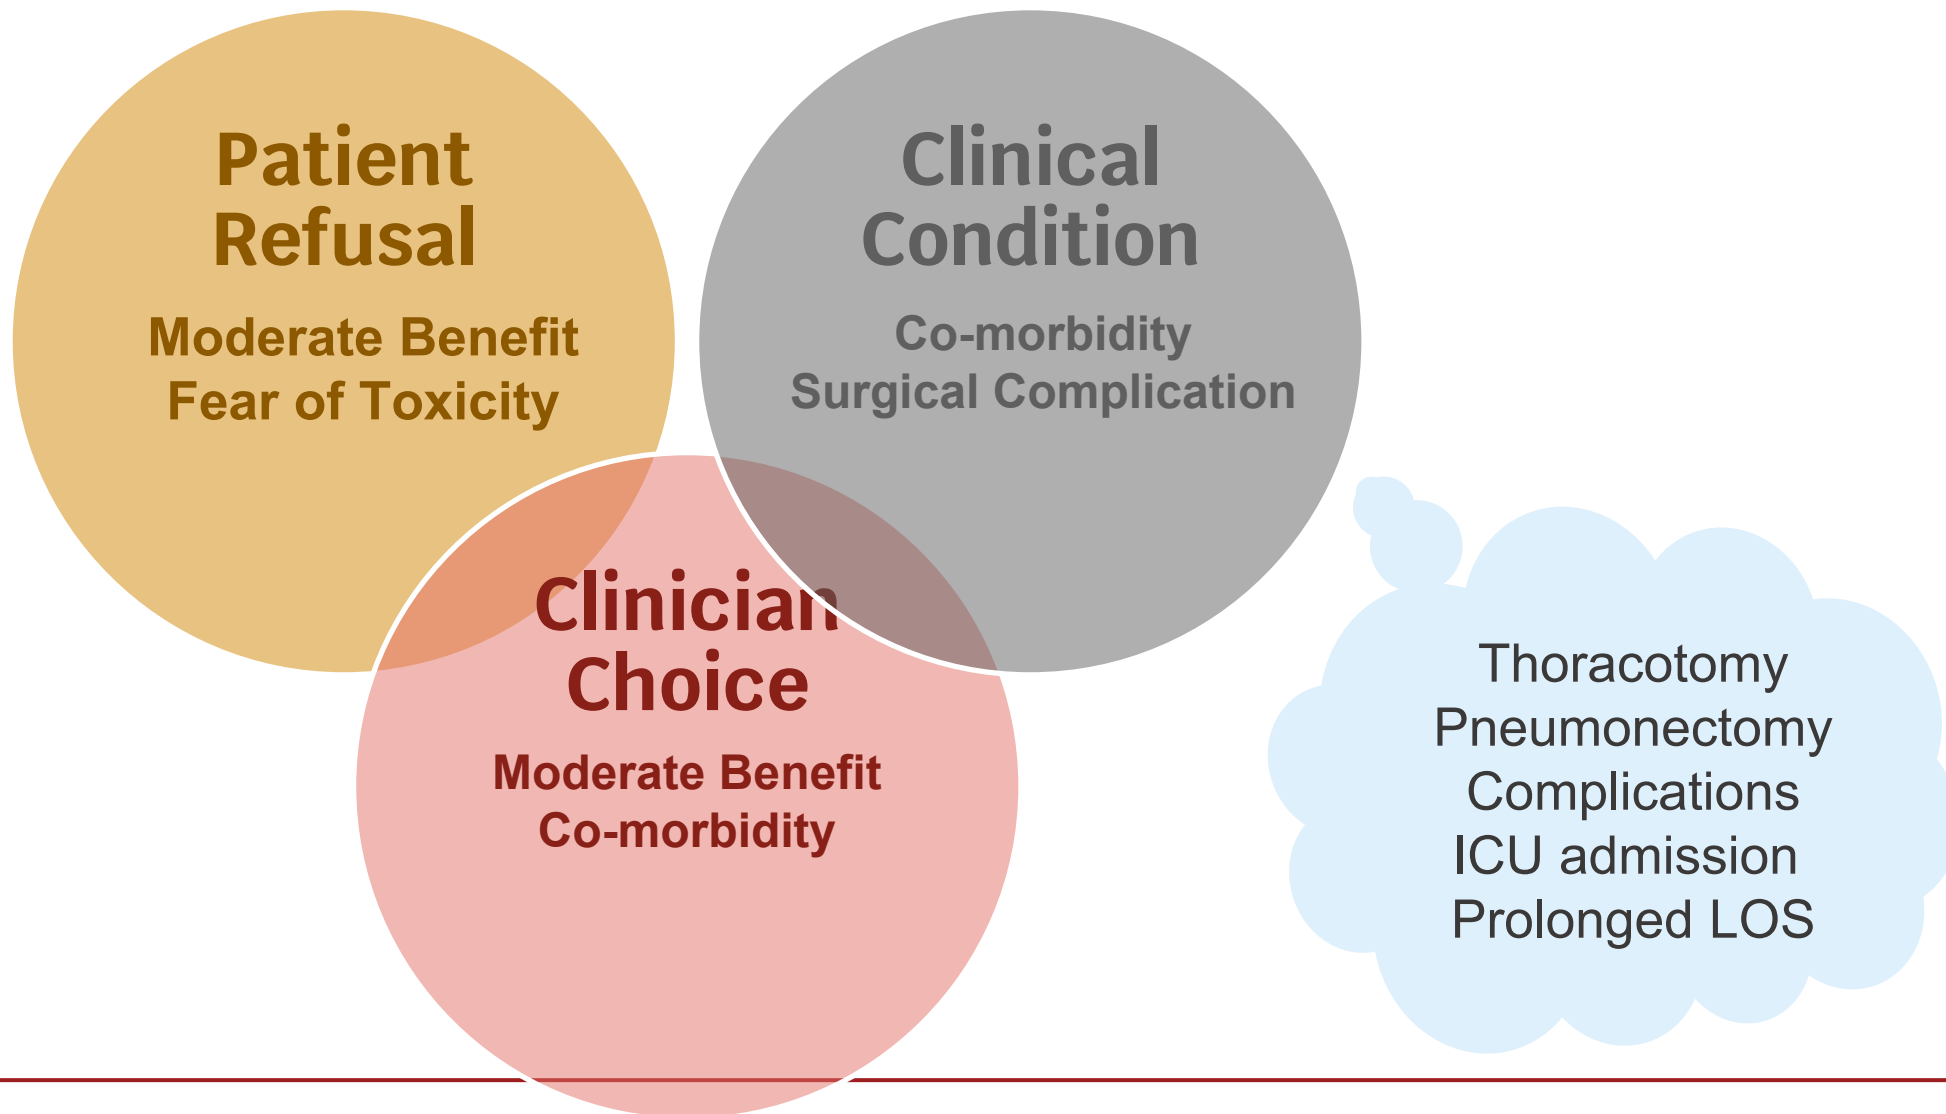 Patient
Refusal
Moderate Benefit
Fear of Toxicity
Clinical
Condition
Co-morbidity
Surgical Complication
Clinician
Choice
Moderate Benefit
Co-morbidity
Thoracotomy
Pneumonectomy
Complications
ICU admission
Prolonged LOS